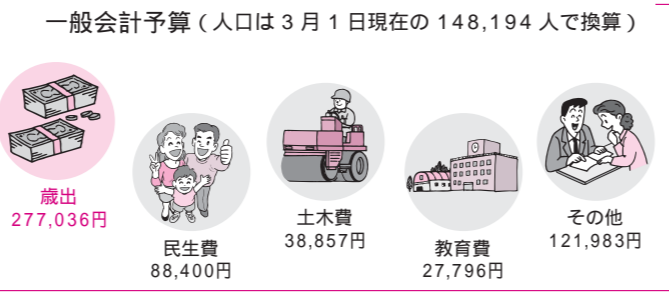 一般会計予算（人口は3月1日現在の148,194人で換算）
歳出
277,036円
民生費
88,400円
土木費
38,857円
教育費
27,796円
その他
121,983円